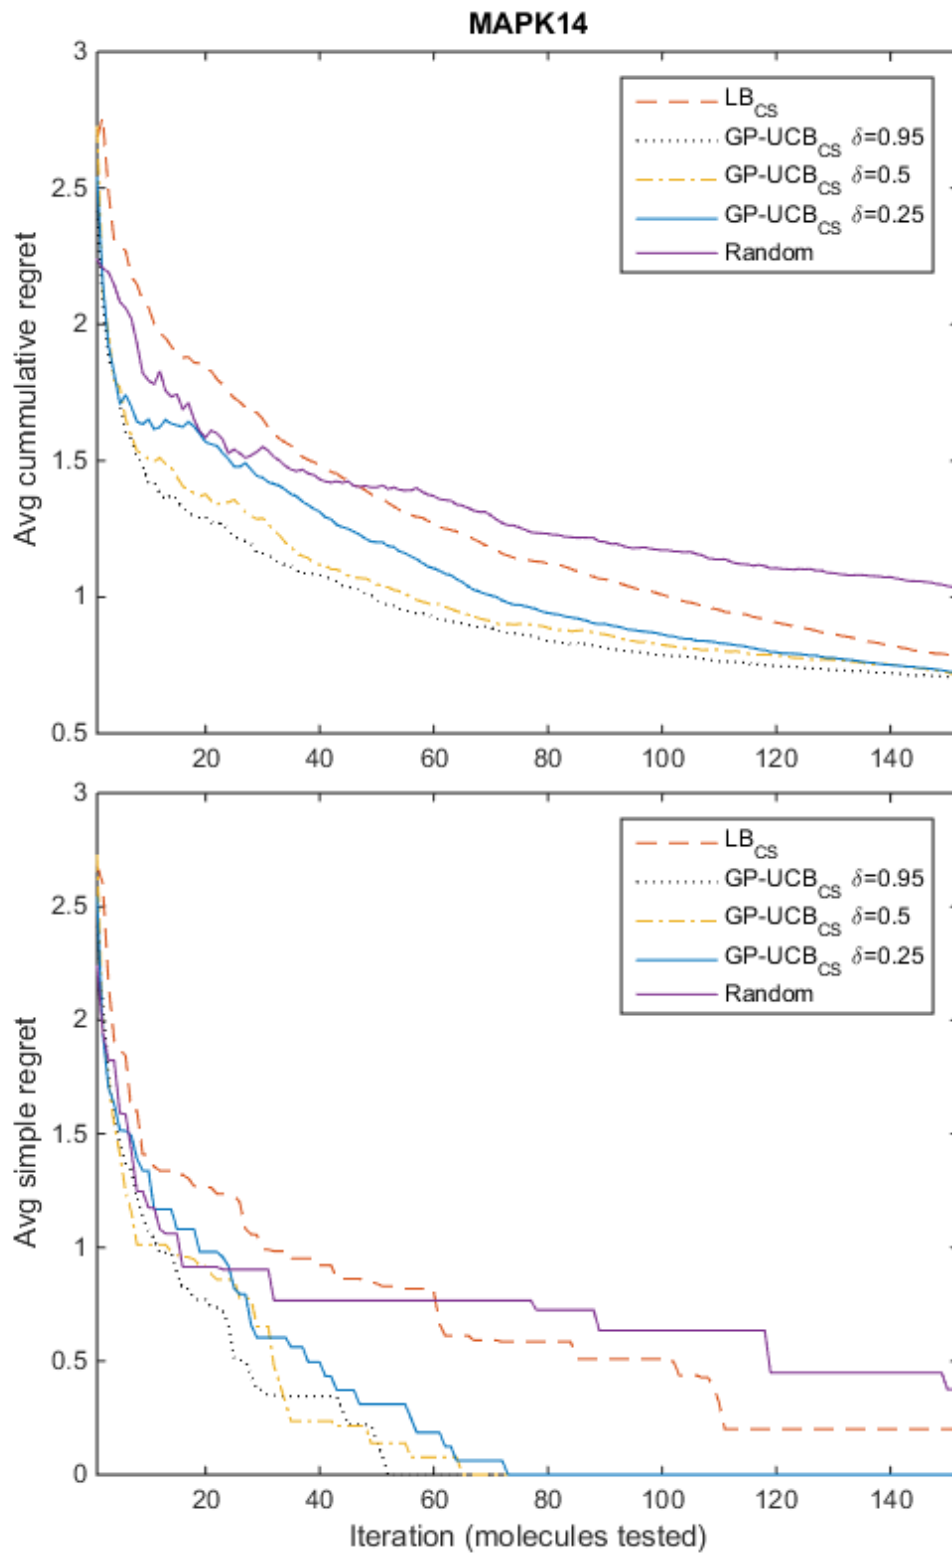 MAPK14
3
2.5
2
1.5
1
0.5
Avg cummulative regret
LB_CS
GP-UCB_CS δ=0.95
GP-UCB_CS δ=0.5
GP-UCB_CS δ=0.25
Random
20 40 60 80 100 120 140
3
2.5
2
1.5
1
0.5
0
Avg simple regret
LB_CS
GP-UCB_CS δ=0.95
GP-UCB_CS δ=0.5
GP-UCB_CS δ=0.25
Random
20 40 60 80 100 120 140
Iteration (molecules tested)